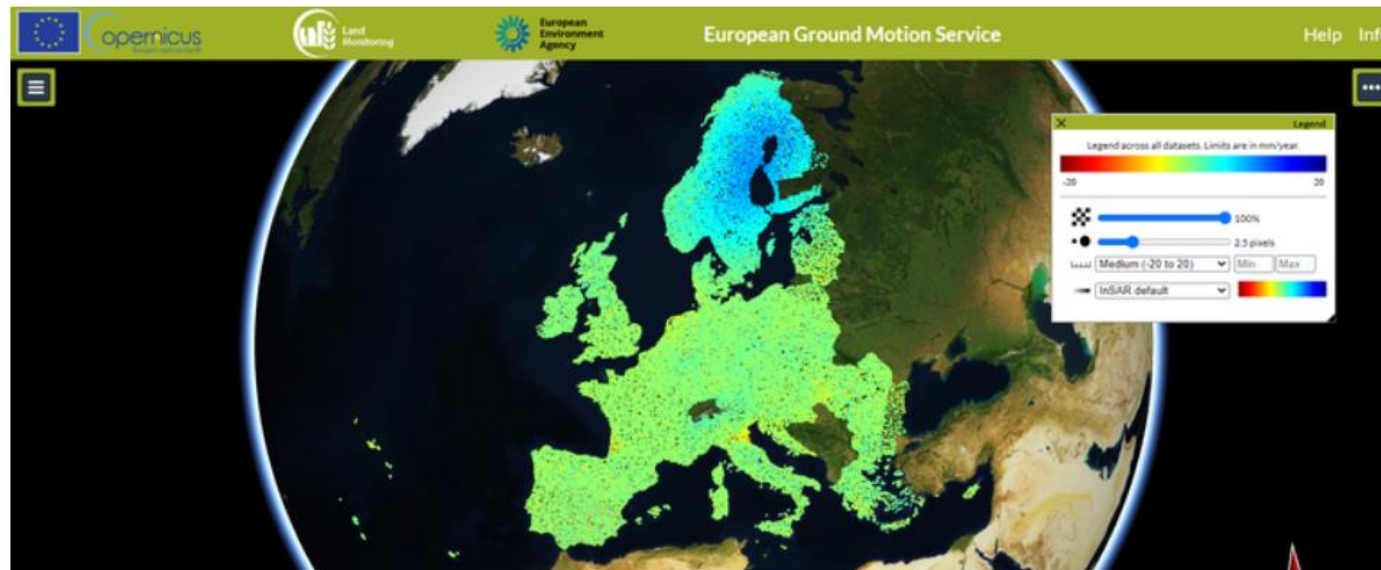 opernicus
Land
Monitoring
European
Environment
Agency
European Ground Motion Service
Help Inf
Legend
Legend across all datasets. Limits are in mm/year.
-20 20
100%
2.5 pixels
Medium (-20 to 20) Min Max
InSAR default